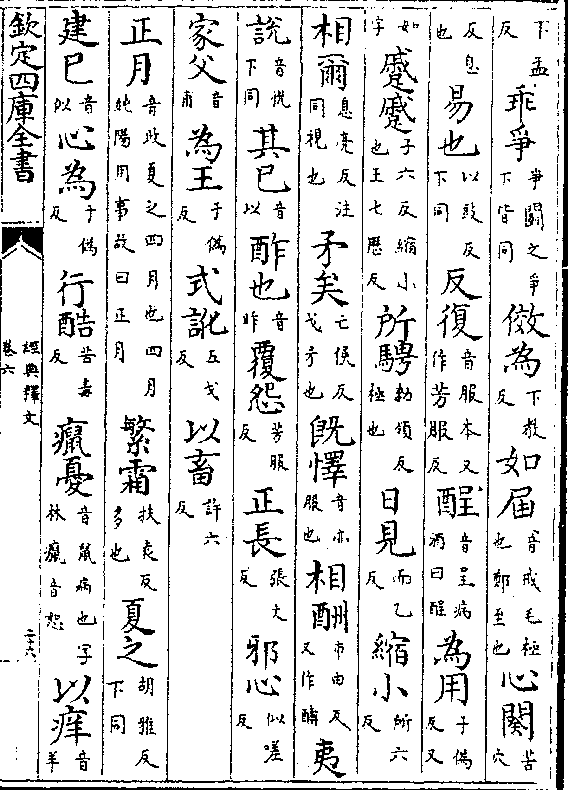 下孟反乖爭爭鬭之爭下皆同傚為下教反如届音戒毛極也鄭至也心闋苦穴
反息也易也以豉反下同反復音服本又作芳服反酲音呈病酒曰酲為用子偽反又
如字蹙蹙子六反縮小也王七歷反所騁勑領反極也日見而乙反縮小所六反
相爾息亮反注同視也矛矣亡侯反戈矛也既懌音亦服也相酬市由反又作醻夷
說音恱下同其已音以酢也音昨覆怨芳服反正長張丈反邪心似嗟反
家父音甫為王于偽反式訛五戈反以畜許六反
正月音政夏之四月也四月純陽用事故曰正月繁霜扶袁反多也夏之胡雅反下同
建巳音似心為于偽反行酷苦毒反癙憂音鼠病也字林癙音恕以痒音羊
欽定四庫全書
經典釋文
卷六
二十六